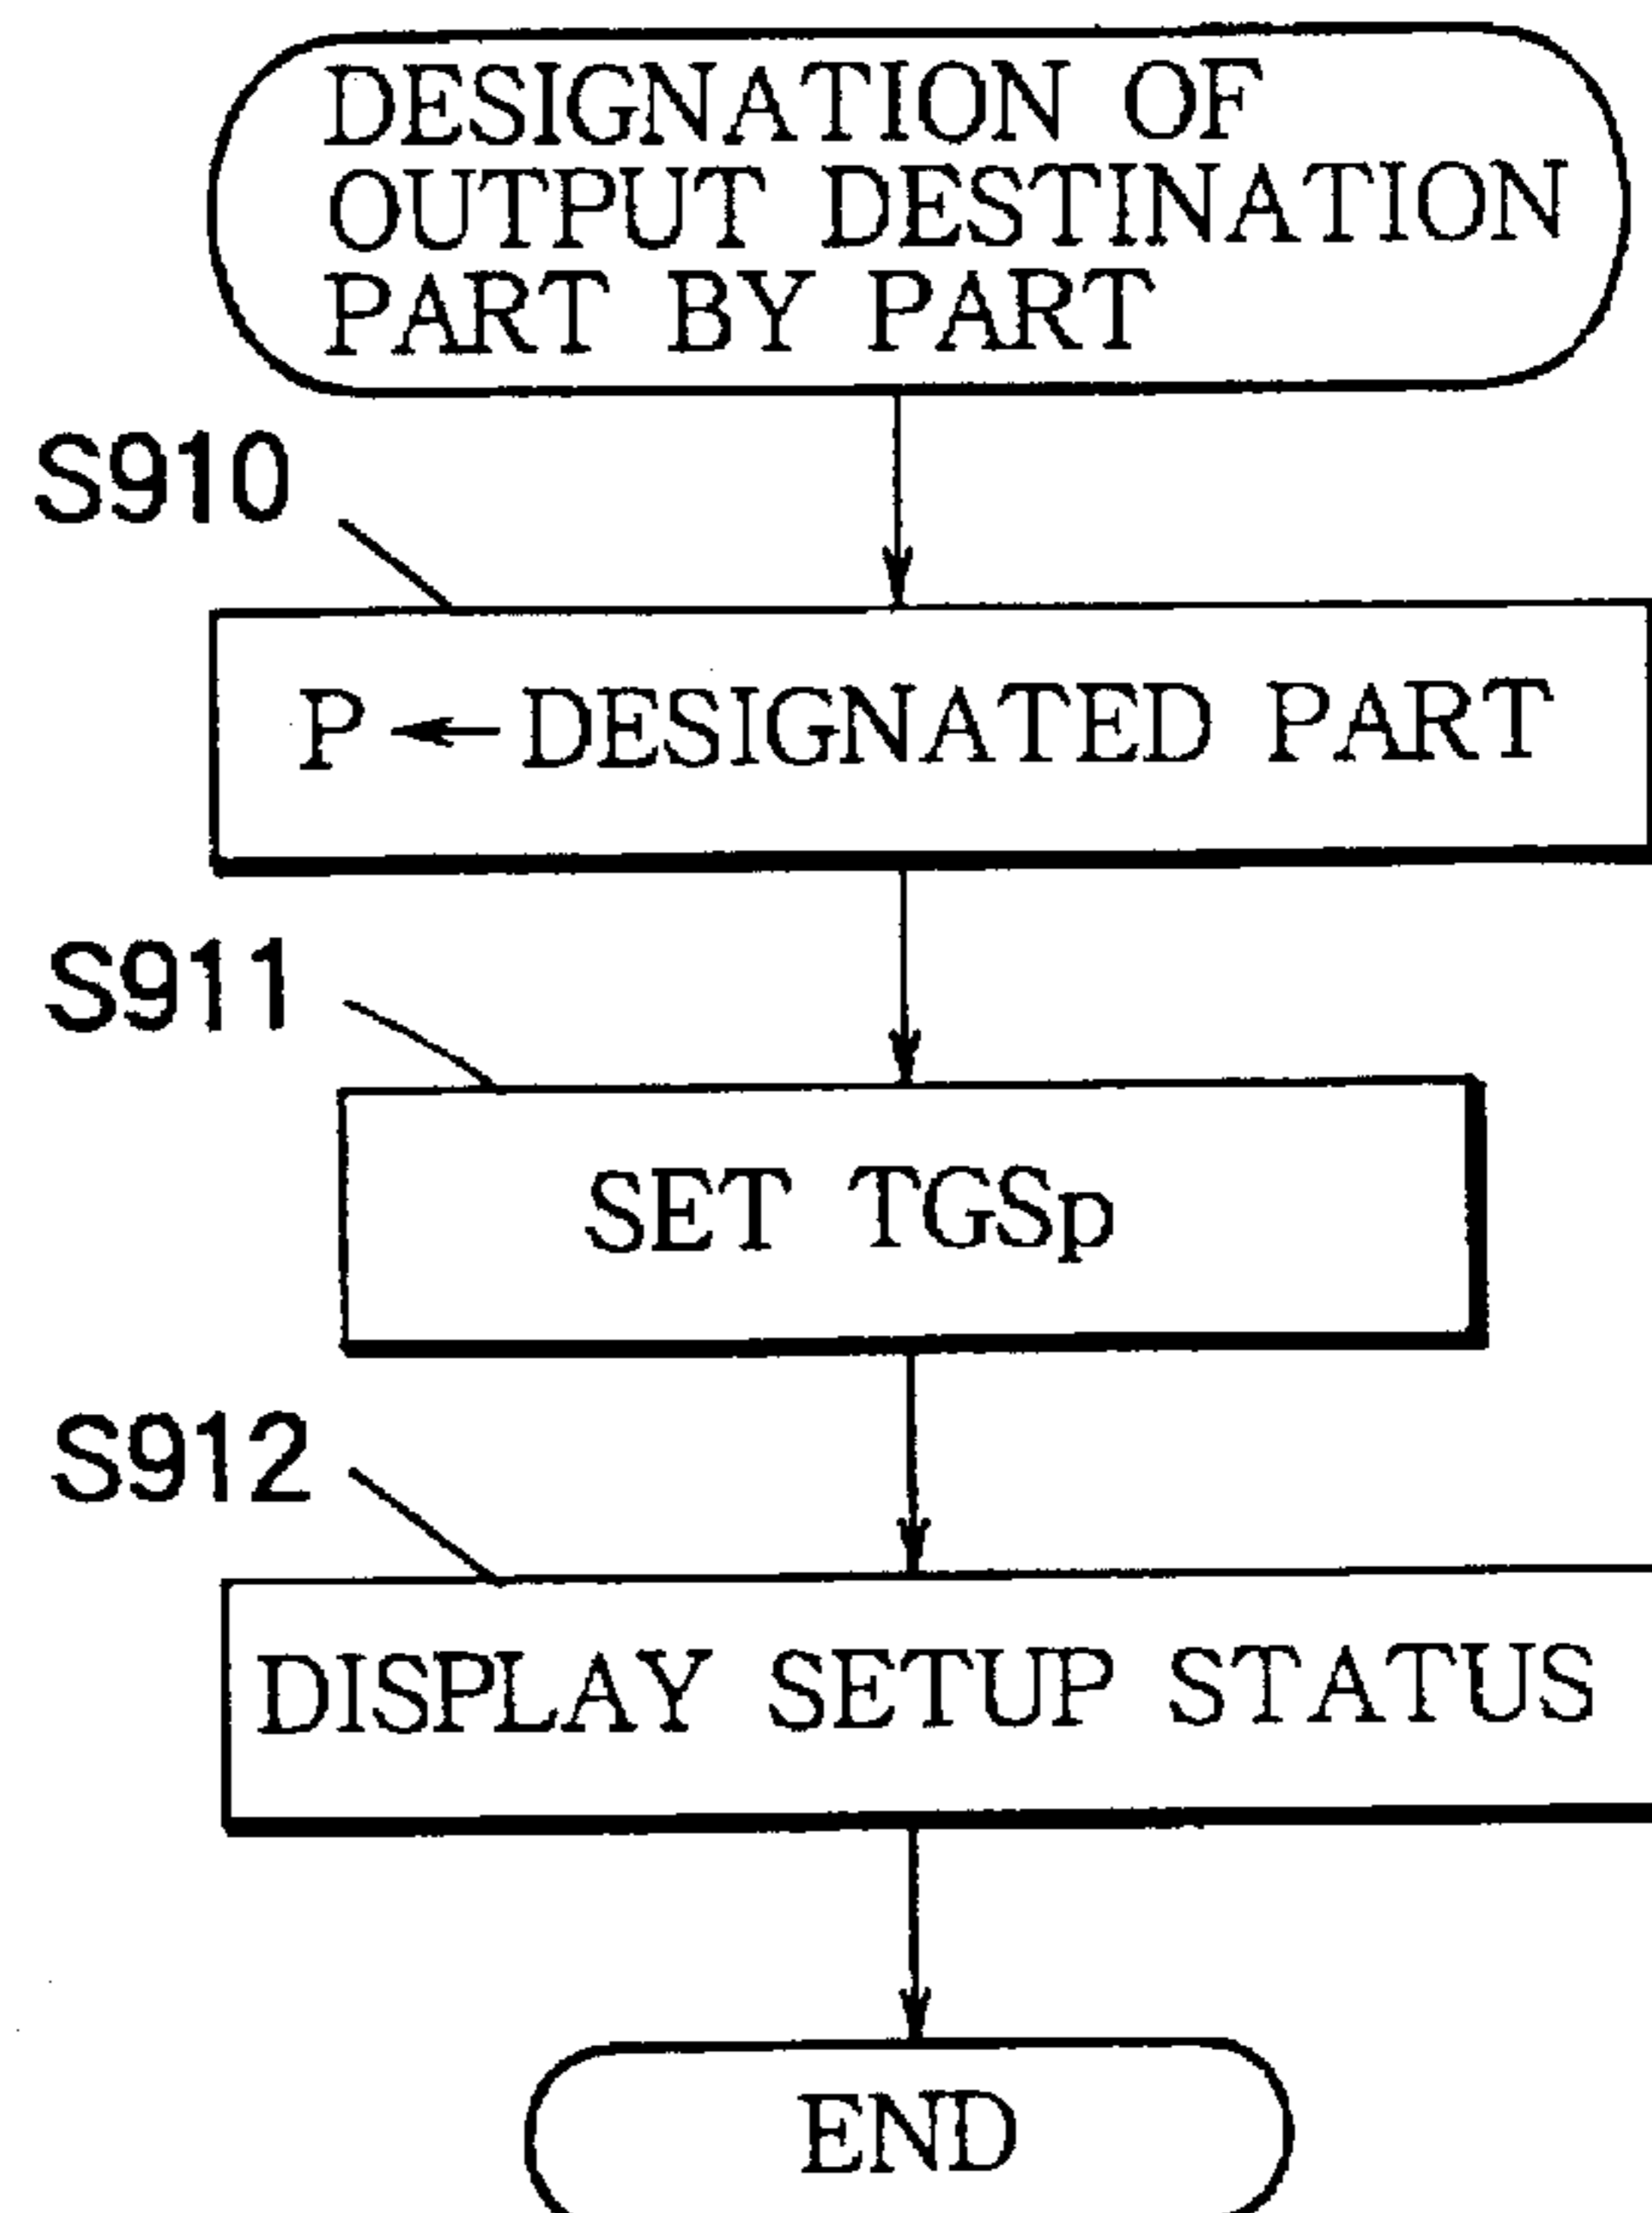 DESIGNATION OF
OUTPUT DESTINATION
PART BY PART
S910
P ← DESIGNATED PART
S911
SET TGSp
S912
DISPLAY SETUP STATUS
END